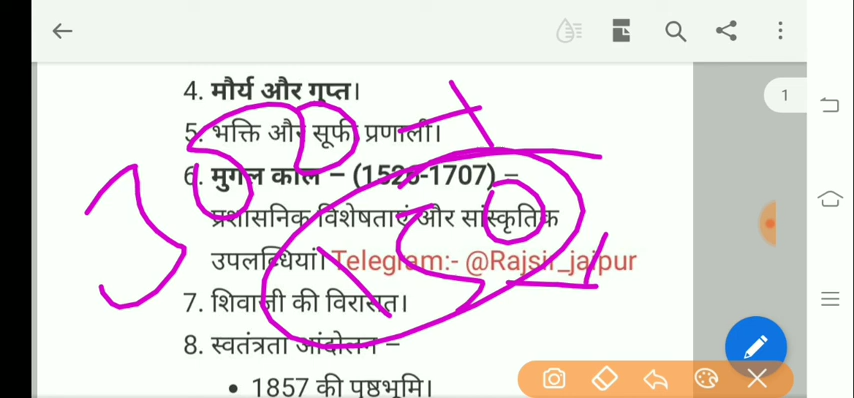 1
4. मौर्य और गुप्त।
5. भक्ति और सूफी प्रणाली।
6. मुगल काल – (1526-1707) –
प्रशासनिक विशेषताएं और सांस्कृतिक
उपलब्धियां। Telegram:- @Rajsir_jaipur
7. शिवाजी की विरासत।
8. स्वतंत्रता आंदोलन –
• 1857 की पृष्ठभूमि।